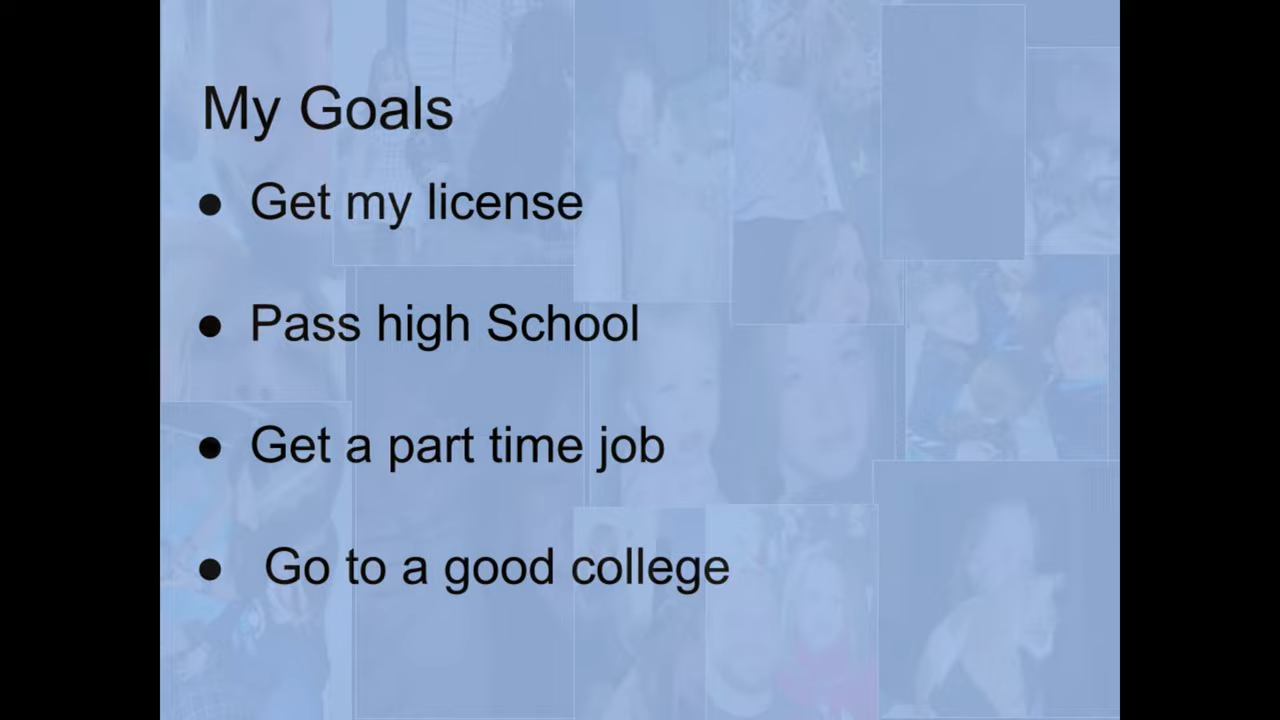 My Goals
● Get my license
● Pass high School
● Get a part time job
● Go to a good college